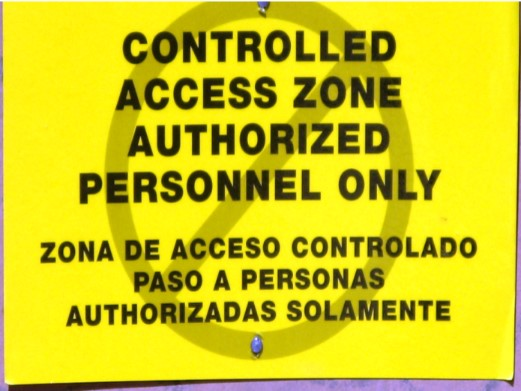 CONTROLLED
ACCESS ZONE
AUTHORIZED
PERSONNEL ONLY
ZONA DE ACCESO CONTROLADO
PASO A PERSONAS
AUTHORIZADAS SOLAMENTE